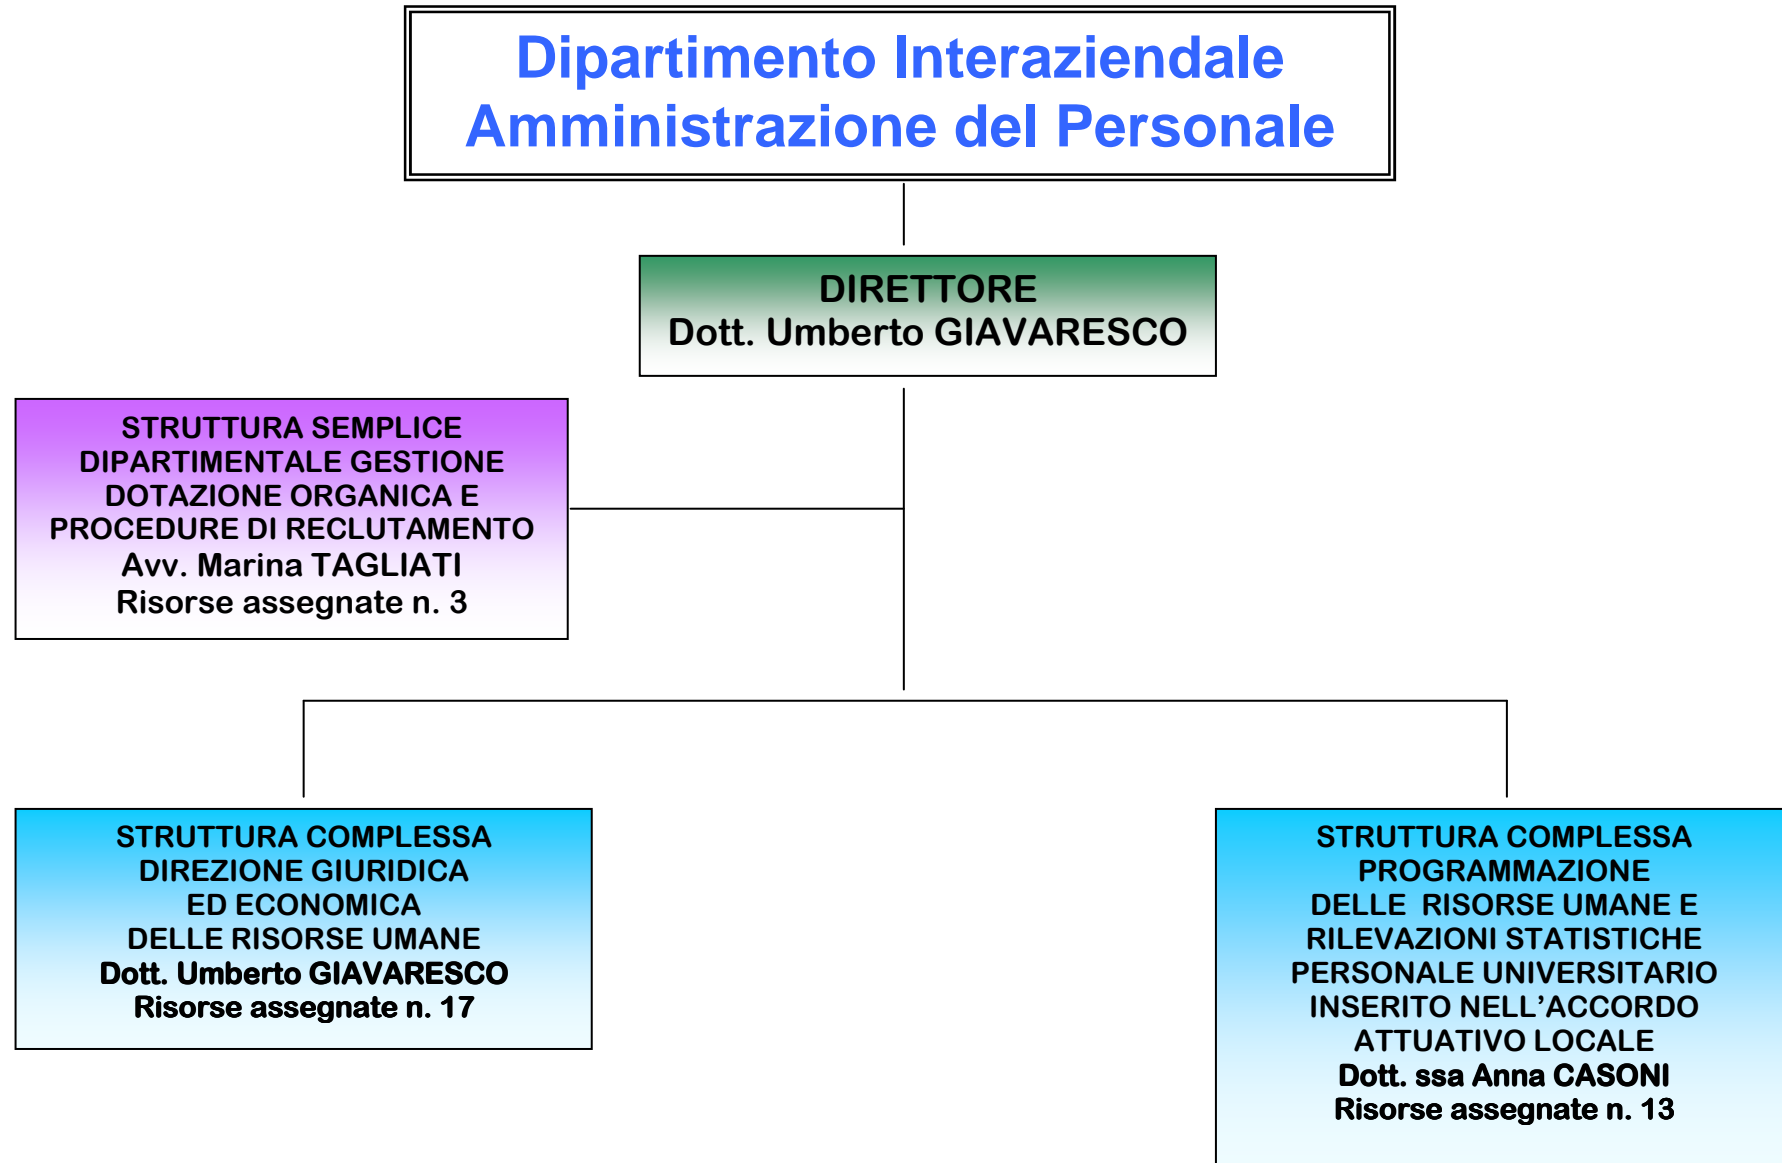 Dipartimento Interaziendale
Amministrazione del Personale
DIRETTORE
Dott. Umberto GIAVARESCO
STRUTTURA SEMPLICE
DIPARTIMENTALE GESTIONE
DOTAZIONE ORGANICA E
PROCEDURE DI RECLUTAMENTO
Avv. Marina TAGLIATI
Risorse assegnate n. 3
STRUTTURA COMPLESSA
DIREZIONE GIURIDICA
ED ECONOMICA
DELLE RISORSE UMANE
Dott. Umberto GIAVARESCO
Risorse assegnate n. 17
STRUTTURA COMPLESSA
PROGRAMMAZIONE
DELLE RISORSE UMANE E
RILEVAZIONI STATISTICHE
PERSONALE UNIVERSITARIO
INSERITO NELL’ACCORDO
ATTUATIVO LOCALE
Dott. ssa Anna CASONI
Risorse assegnate n. 13